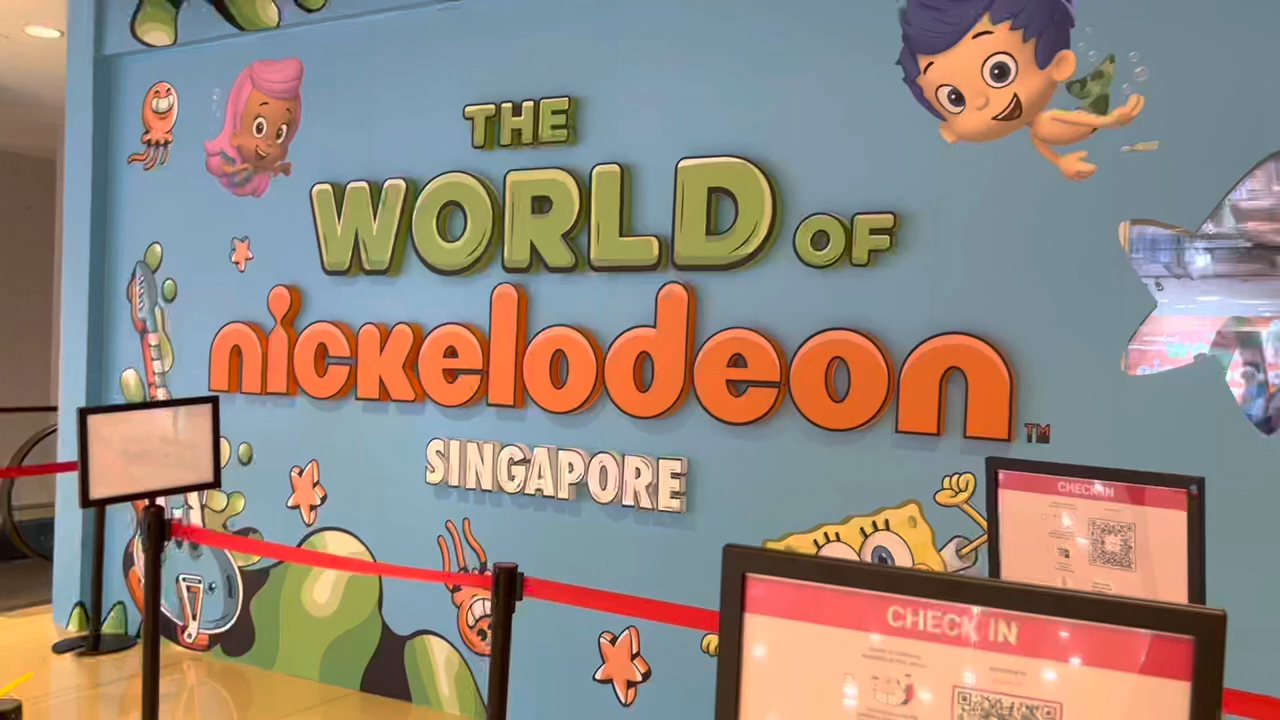 THE
WORLD OF
nickelodeon
TM
SINGAPORE
CHECK IN
CHECK IN